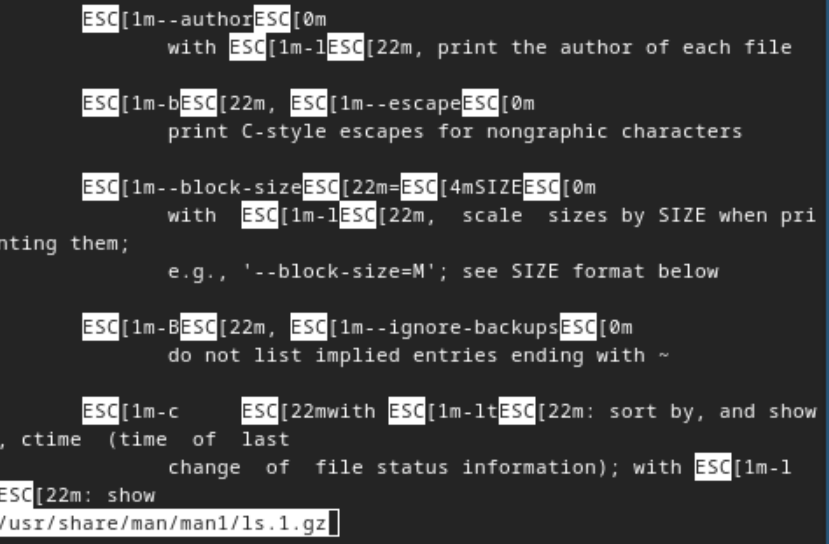 ESC[1m--authorESC[0m
with ESC[1m-lESC[22m, print the author of each file
ESC[1m-bESC[22m, ESC[1m--escapeESC[0m
print C-style escapes for nongraphic characters
ESC[1m--block-sizeESC[22m=ESC[4mSIZEESC[0m
with  ESC[1m-lESC[22m,  scale  sizes by SIZE when pri
nting them;
e.g., '--block-size=M'; see SIZE format below
ESC[1m-BESC[22m, ESC[1m--ignore-backupsESC[0m
do not list implied entries ending with ~
ESC[1m-c     ESC[22mwith ESC[1m-ltESC[22m: sort by, and show
, ctime  (time  of  last
change  of  file status information); with ESC[1m-l
ESC[22m: show
/usr/share/man/man1/ls.1.gz